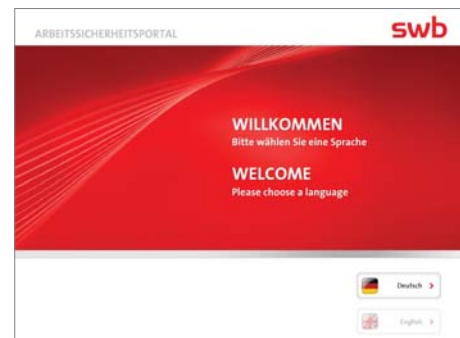 ARBEITSSICHERHEITSPORTAL
swb
WILLKOMMEN
Bitte wählen Sie eine Sprache
WELCOME
Please choose a language
Deutsch
English